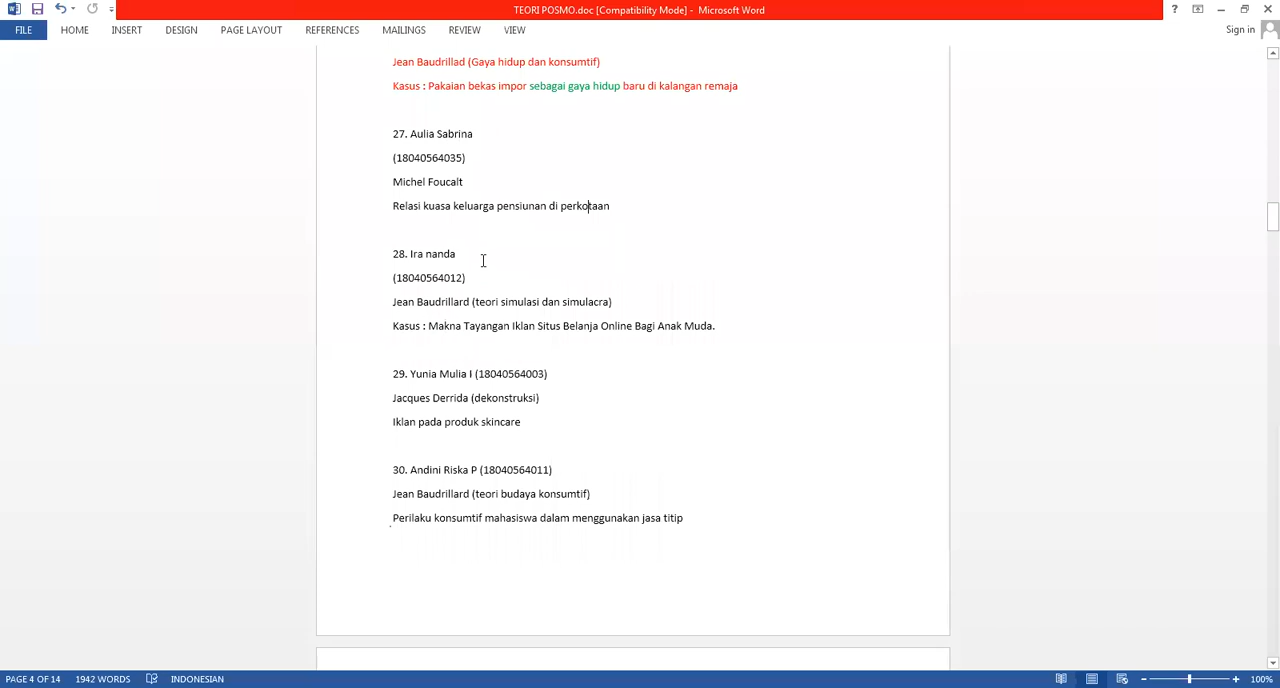 TEORI POSMO.doc [Compatibility Mode] - Microsoft Word
?
FILE HOME INSERT DESIGN PAGE LAYOUT REFERENCES MAILINGS REVIEW VIEW Sign in
Jean Baudrillad (Gaya hidup dan konsumtif)
Kasus : Pakaian bekas impor sebagai gaya hidup baru di kalangan remaja
27. Aulia Sabrina
(18040564035)
Michel Foucalt
Relasi kuasa keluarga pensiunan di perkotaan
28. Ira nanda
(18040564012)
Jean Baudrillard (teori simulasi dan simulacra)
Kasus : Makna Tayangan Iklan Situs Belanja Online Bagi Anak Muda.
29. Yunia Mulia I (18040564003)
Jacques Derrida (dekonstruksi)
Iklan pada produk skincare
30. Andini Riska P (18040564011)
Jean Baudrillard (teori budaya konsumtif)
Perilaku konsumtif mahasiswa dalam menggunakan jasa titip
PAGE 4 OF 14 1942 WORDS INDONESIAN 100%